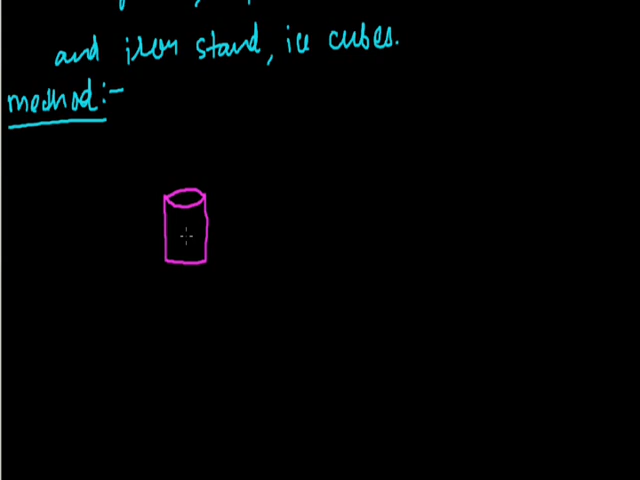 and iron stand, ice cubes.
method:-